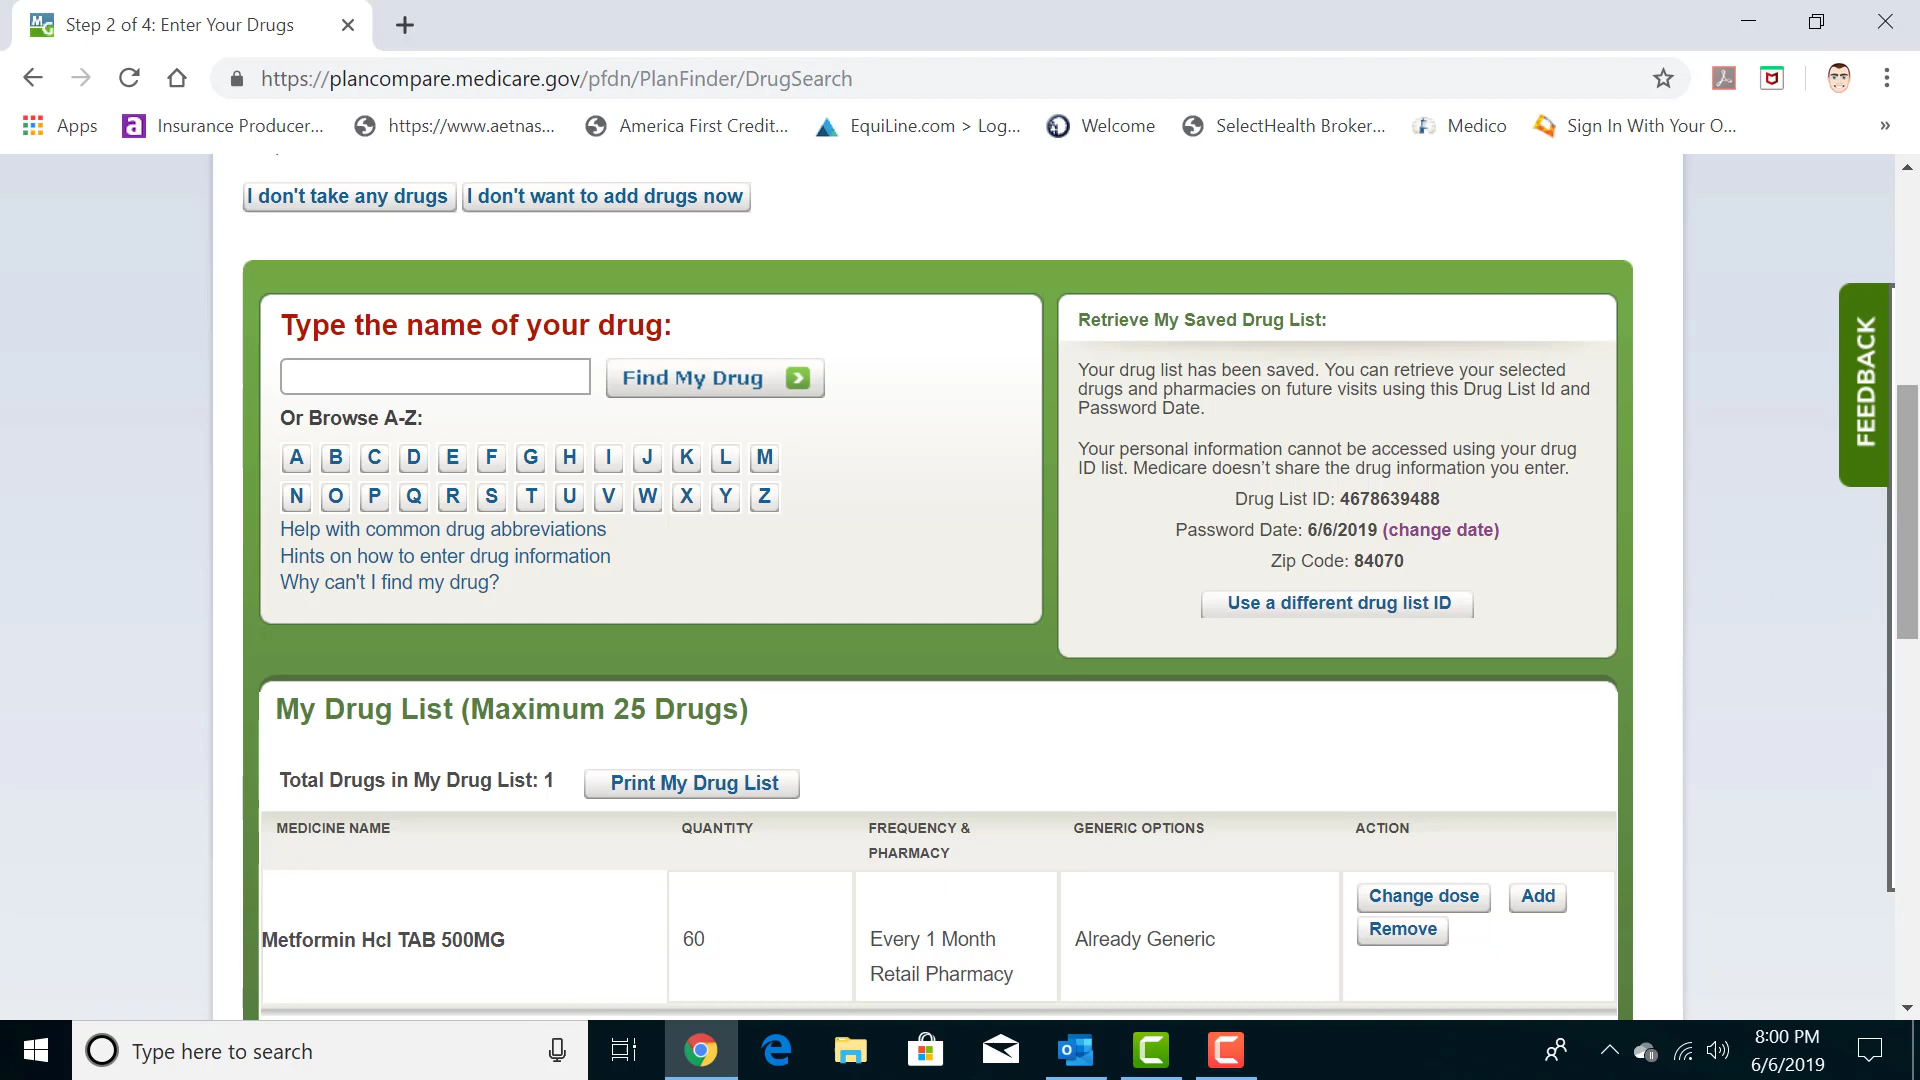 Step 2 of 4: Enter Your Drugs
https://plancompare.medicare.gov/pfdn/PlanFinder/DrugSearch
Apps
Insurance Producer...
https://www.aetnas...
America First Credit...
EquiLine.com > Log...
Welcome
SelectHealth Broker...
Medico
Sign In With Your O...
»
I don't take any drugs
I don't want to add drugs now
Type the name of your drug:
Find My Drug
Or Browse A-Z:
A B C D E F G H I J K L M
N O P Q R S T U V W X Y Z
Help with common drug abbreviations
Hints on how to enter drug information
Why can't I find my drug?
Retrieve My Saved Drug List:
Your drug list has been saved. You can retrieve your selected
drugs and pharmacies on future visits using this Drug List Id and
Password Date.
Your personal information cannot be accessed using your drug
ID list. Medicare doesn’t share the drug information you enter.
Drug List ID: 4678639488
Password Date: 6/6/2019 (change date)
Zip Code: 84070
Use a different drug list ID
FEEDBACK
My Drug List (Maximum 25 Drugs)
Total Drugs in My Drug List: 1
Print My Drug List
MEDICINE NAME
QUANTITY
FREQUENCY &
PHARMACY
GENERIC OPTIONS
ACTION
Metformin Hcl TAB 500MG
60
Every 1 Month
Retail Pharmacy
Already Generic
Change dose
Add
Remove
Type here to search
8:00 PM
6/6/2019